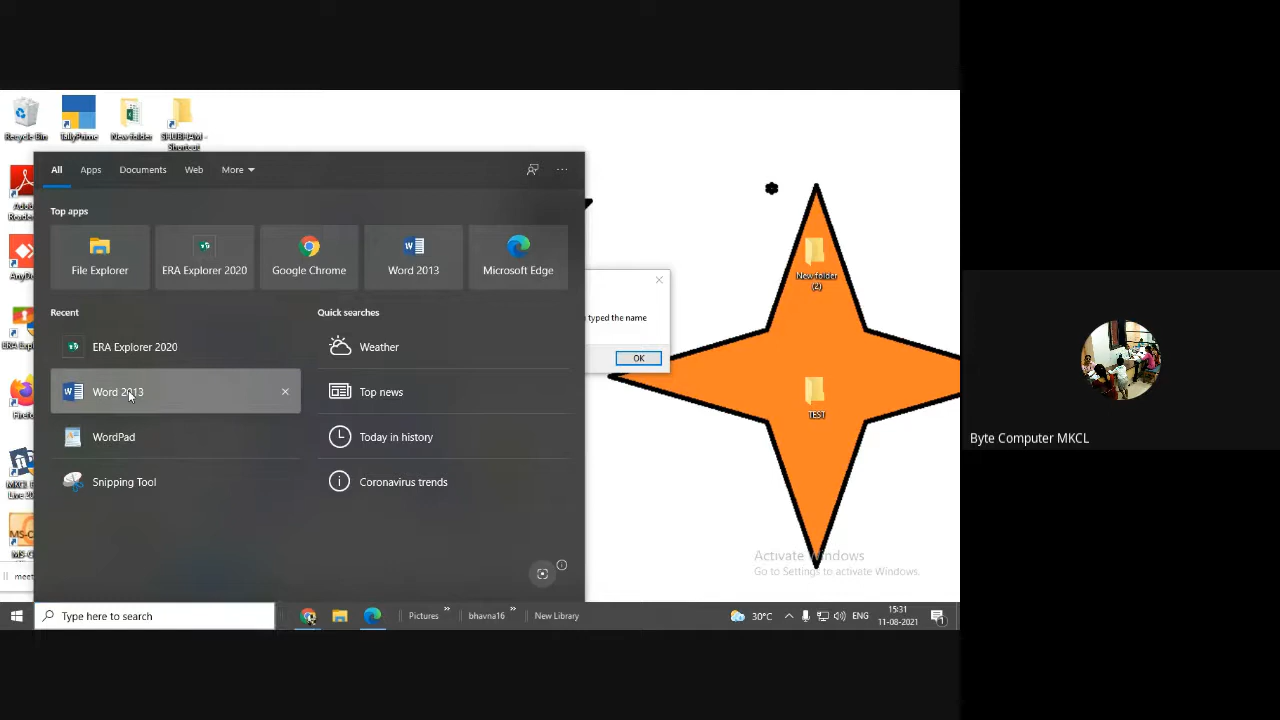 Recycle Bin
TallyPrime
New folder
SHUBHAM -
Shortcut
All
Apps
Documents
Web
More
Top apps
File Explorer
ERA Explorer 2020
Google Chrome
Word 2013
Microsoft Edge
Recent
Quick searches
ERA Explorer 2020
Weather
Word 2013
Top news
WordPad
Today in history
Snipping Tool
Coronavirus trends
typed the name
OK
New folder
(2)
TEST
Activate Windows
Go to Settings to activate Windows.
Type here to search
Pictures
bhavna16
New Library
30°C
ENG
15:31
11-08-2021
Byte Computer MKCL